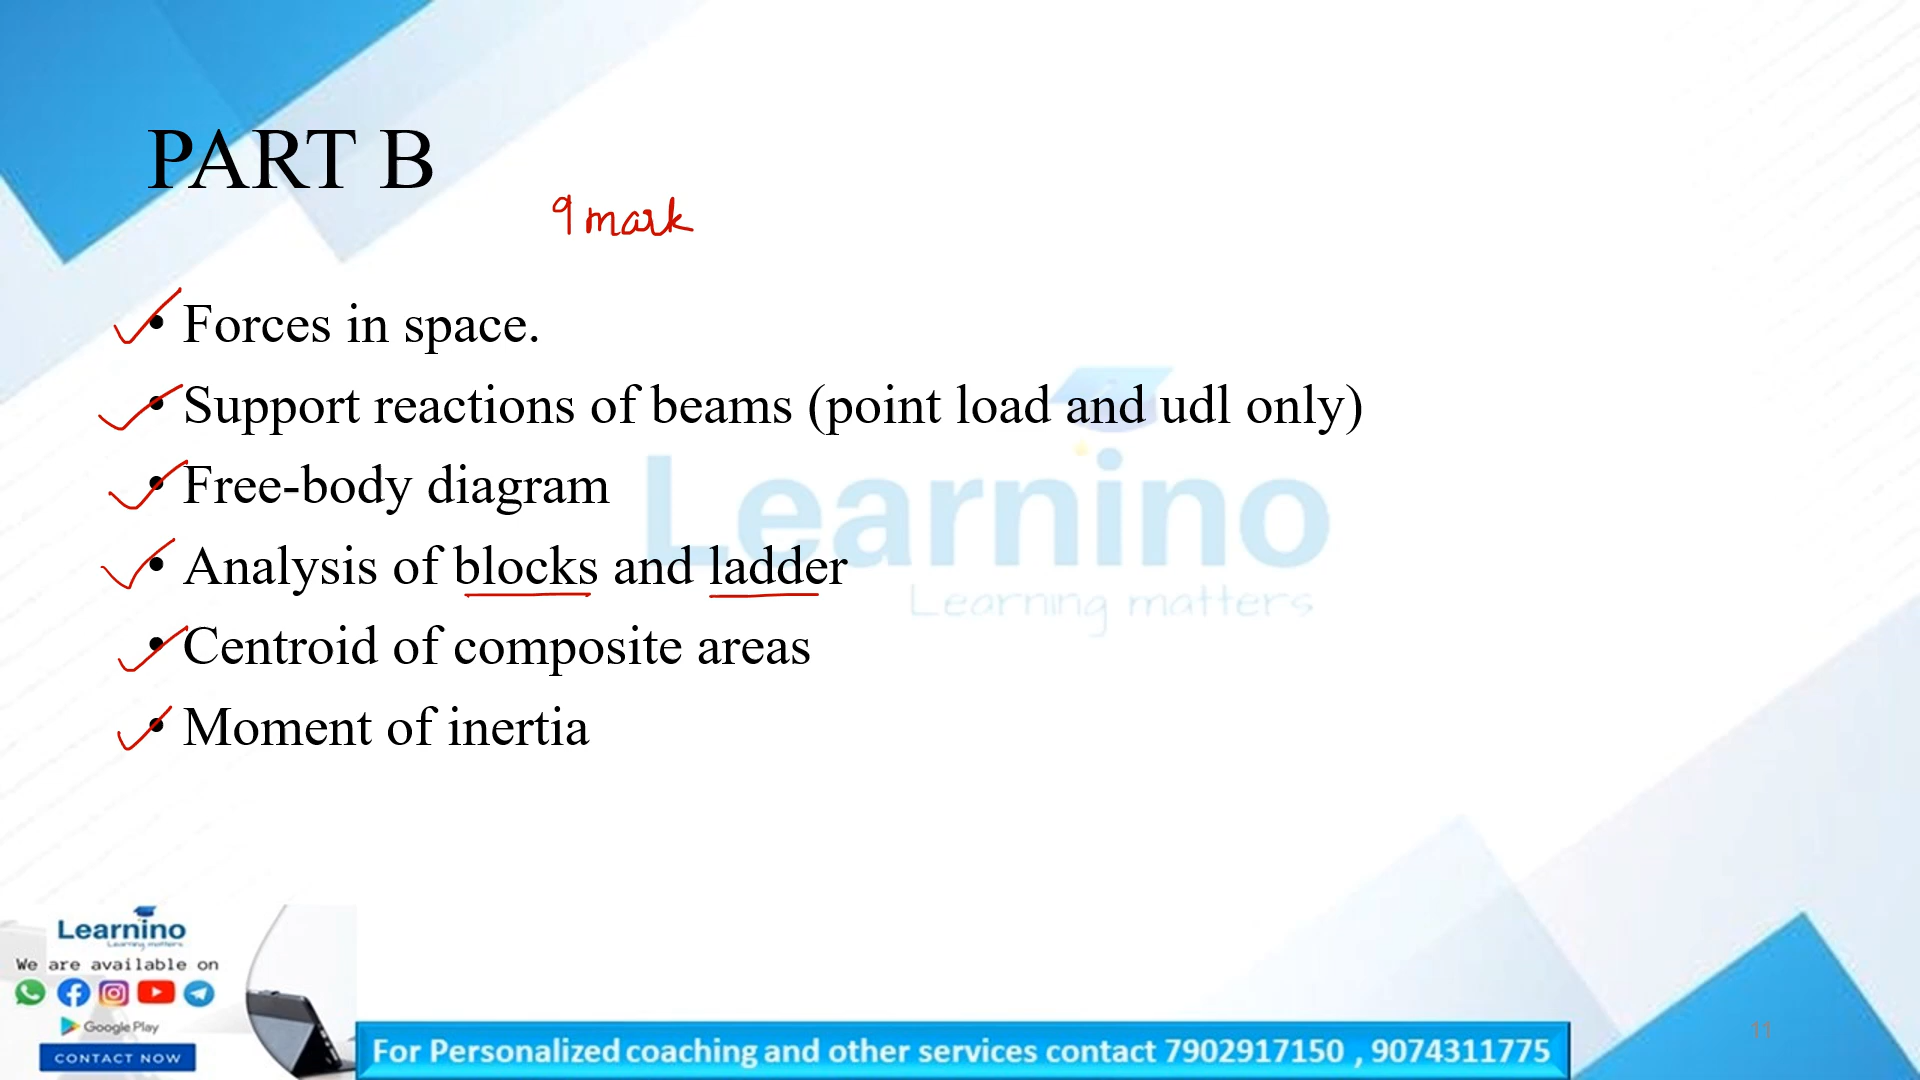 PART B
9 mark
• Forces in space.
• Support reactions of beams (point load and udl only)
• Free-body diagram
• Analysis of blocks and ladder
• Centroid of composite areas
• Moment of inertia
Learnino
Learning matters
Learnino
Learning matters
We are available on
Google Play
CONTACT NOW
For Personalized coaching and other services contact 7902917150 , 9074311775
11